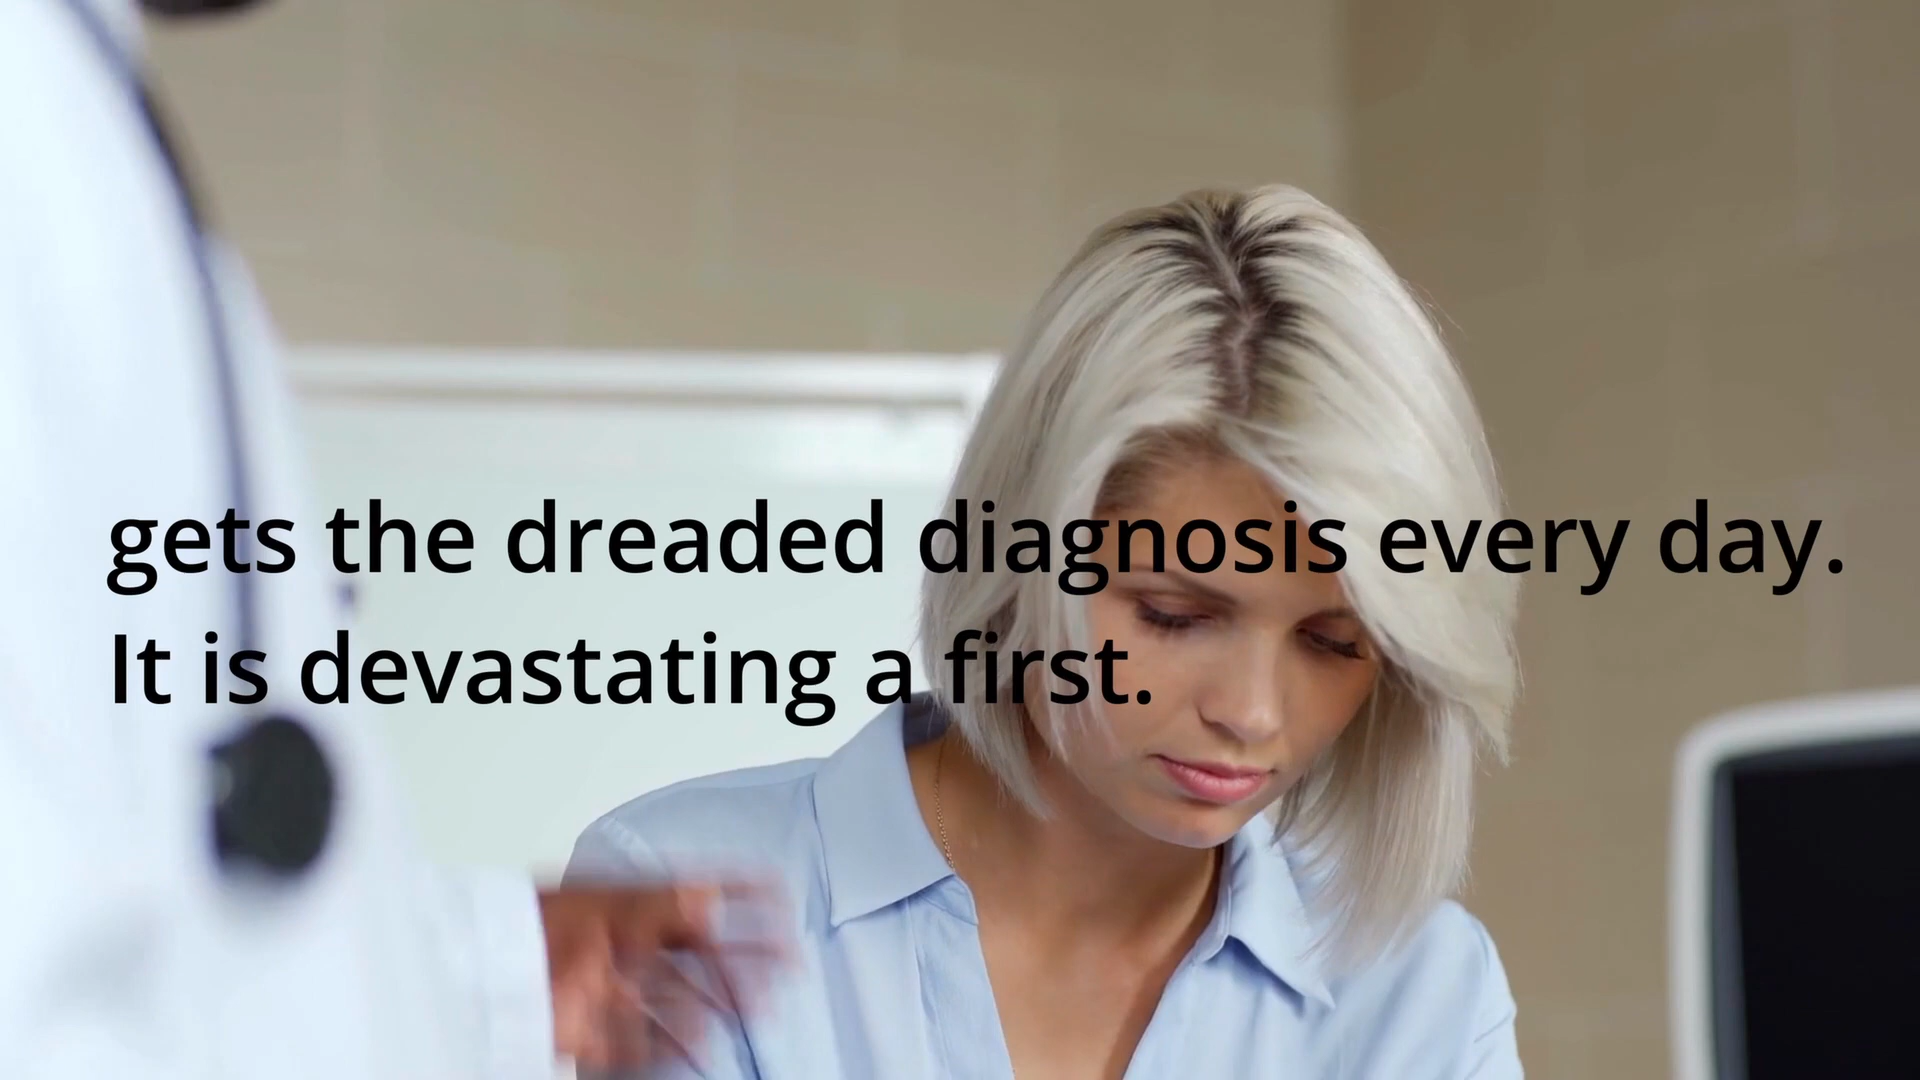 gets the dreaded diagnosis every day.
It is devastating a first.